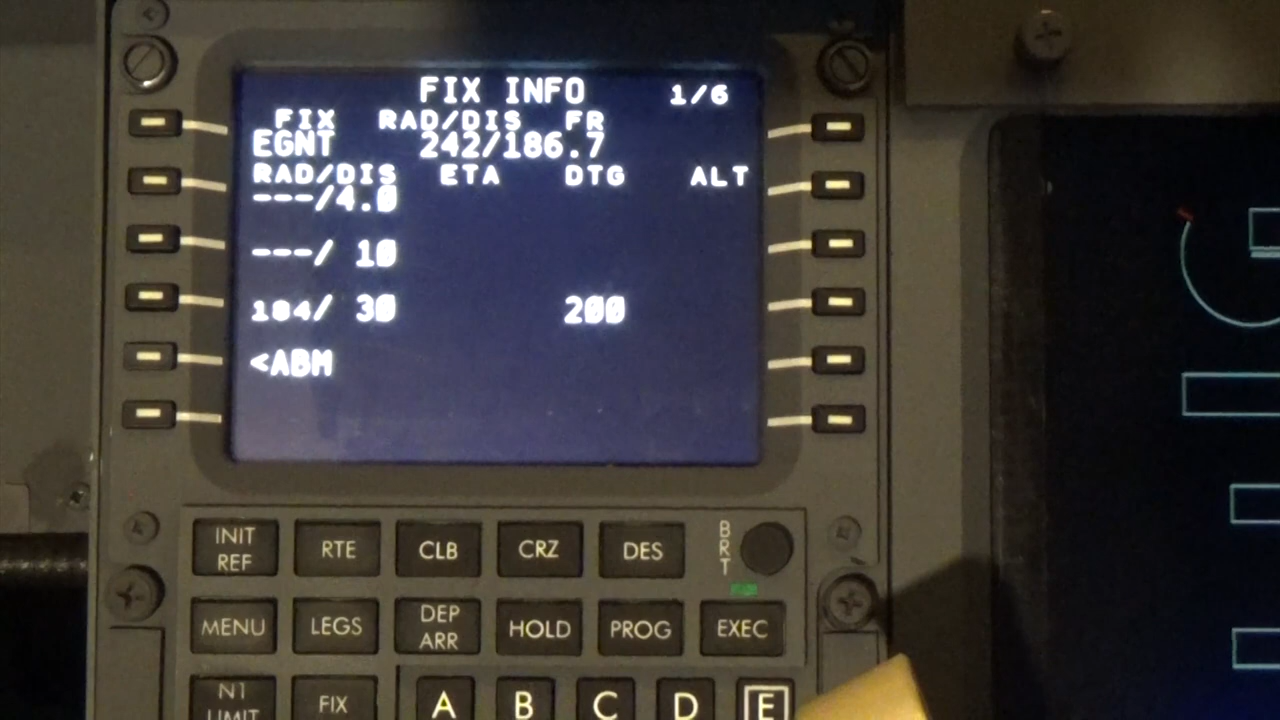 FIX INFO 1/6
FIX RAD/DIS FR
EGNT 242/186.7
RAD/DIS ETA DTG ALT
---/4.0
---/ 10
184/ 30 200
<ABM
INIT REF
RTE
CLB
CRZ
DES
BRT
MENU
LEGS
DEP ARR
HOLD
PROG
EXEC
N1 LIMIT
FIX
A
B
C
D
E